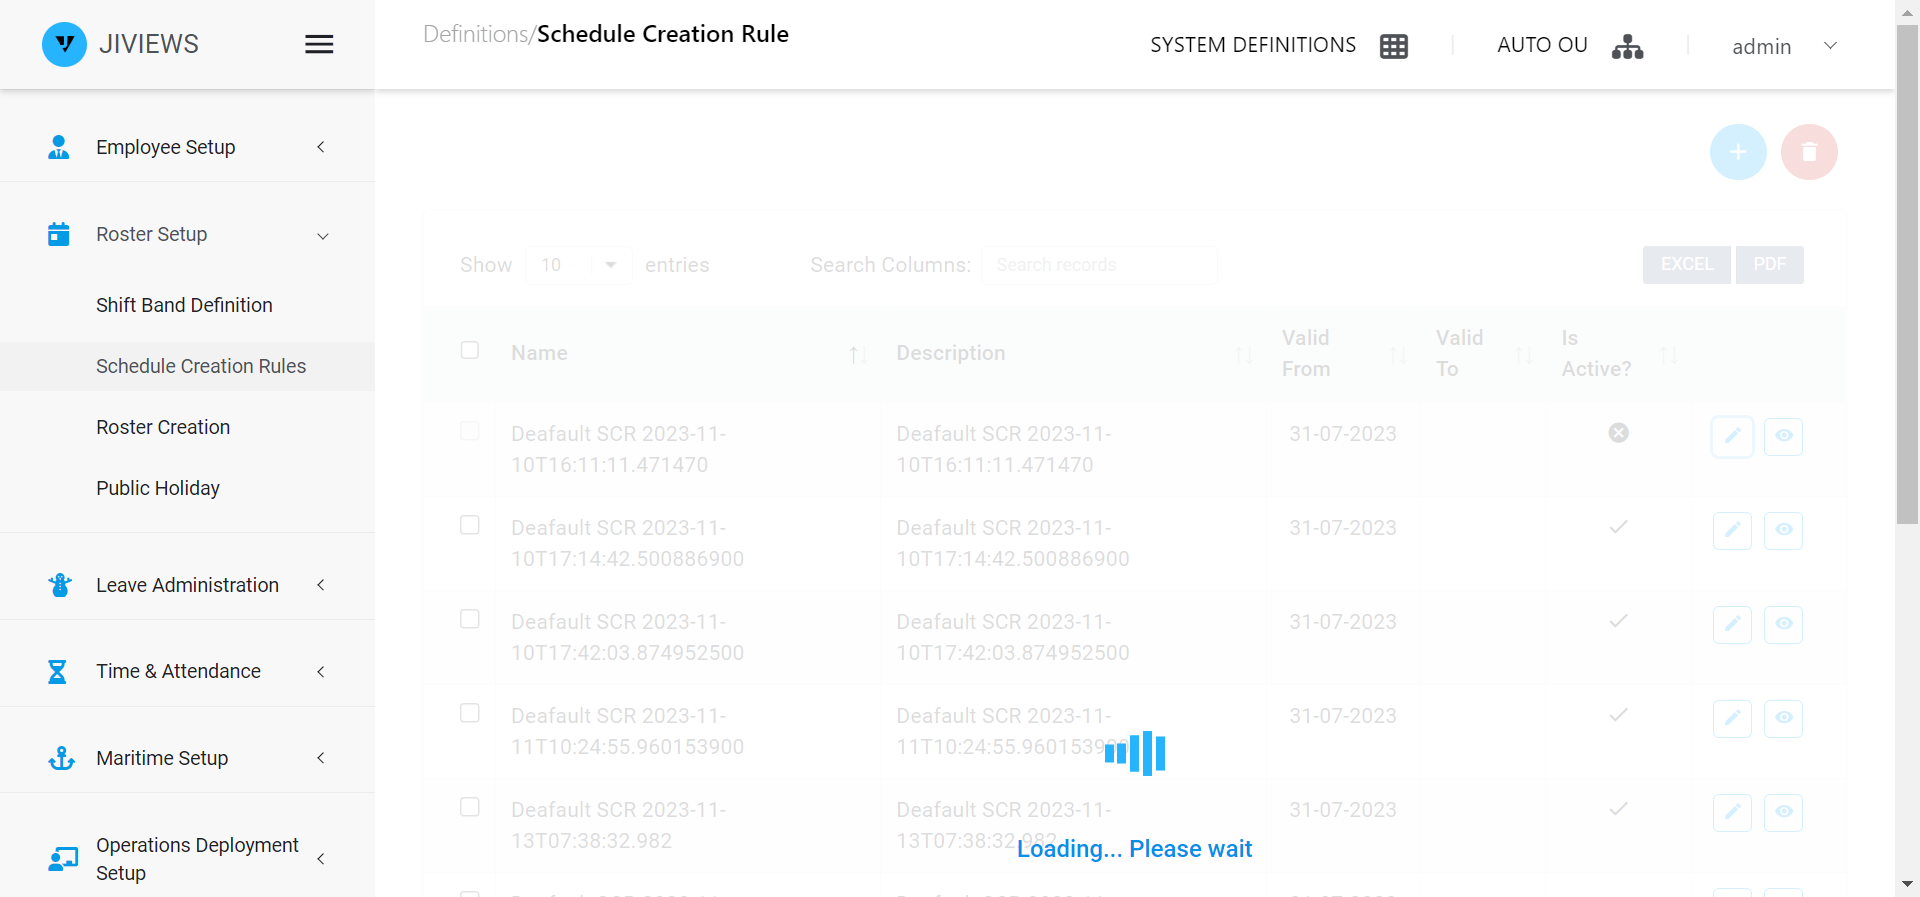 JIVIEWS
Definitions/Schedule Creation Rule
SYSTEM DEFINITIONS
AUTO OU
admin
Employee Setup
Roster Setup
Shift Band Definition
Schedule Creation Rules
Roster Creation
Public Holiday
Leave Administration
Time & Attendance
Maritime Setup
Operations Deployment
Setup
Show 10 entries
Search Columns: Search records
EXCEL PDF
Name Description Valid From Valid To Is Active?
Deafault SCR 2023-11- Deafault SCR 2023-11- 31-07-2023
10T16:11:11.471470 10T16:11:11.471470
Deafault SCR 2023-11- Deafault SCR 2023-11- 31-07-2023
10T17:14:42.500886900 10T17:14:42.500886900
Deafault SCR 2023-11- Deafault SCR 2023-11- 31-07-2023
10T17:42:03.874952500 10T17:42:03.874952500
Deafault SCR 2023-11- Deafault SCR 2023-11- 31-07-2023
11T10:24:55.960153900 11T10:24:55.960153900
Deafault SCR 2023-11- Deafault SCR 2023-11- 31-07-2023
13T07:38:32.982 13T07:38:32.982
Loading... Please wait